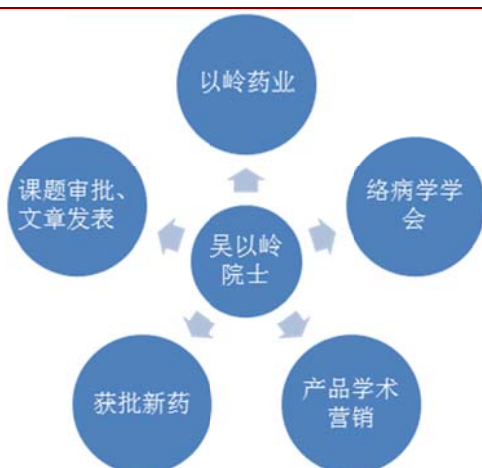 以岭药业
课题审批、
文章发表
络病学学
会
吴以岭
院士
获批新药
产品学术
营销